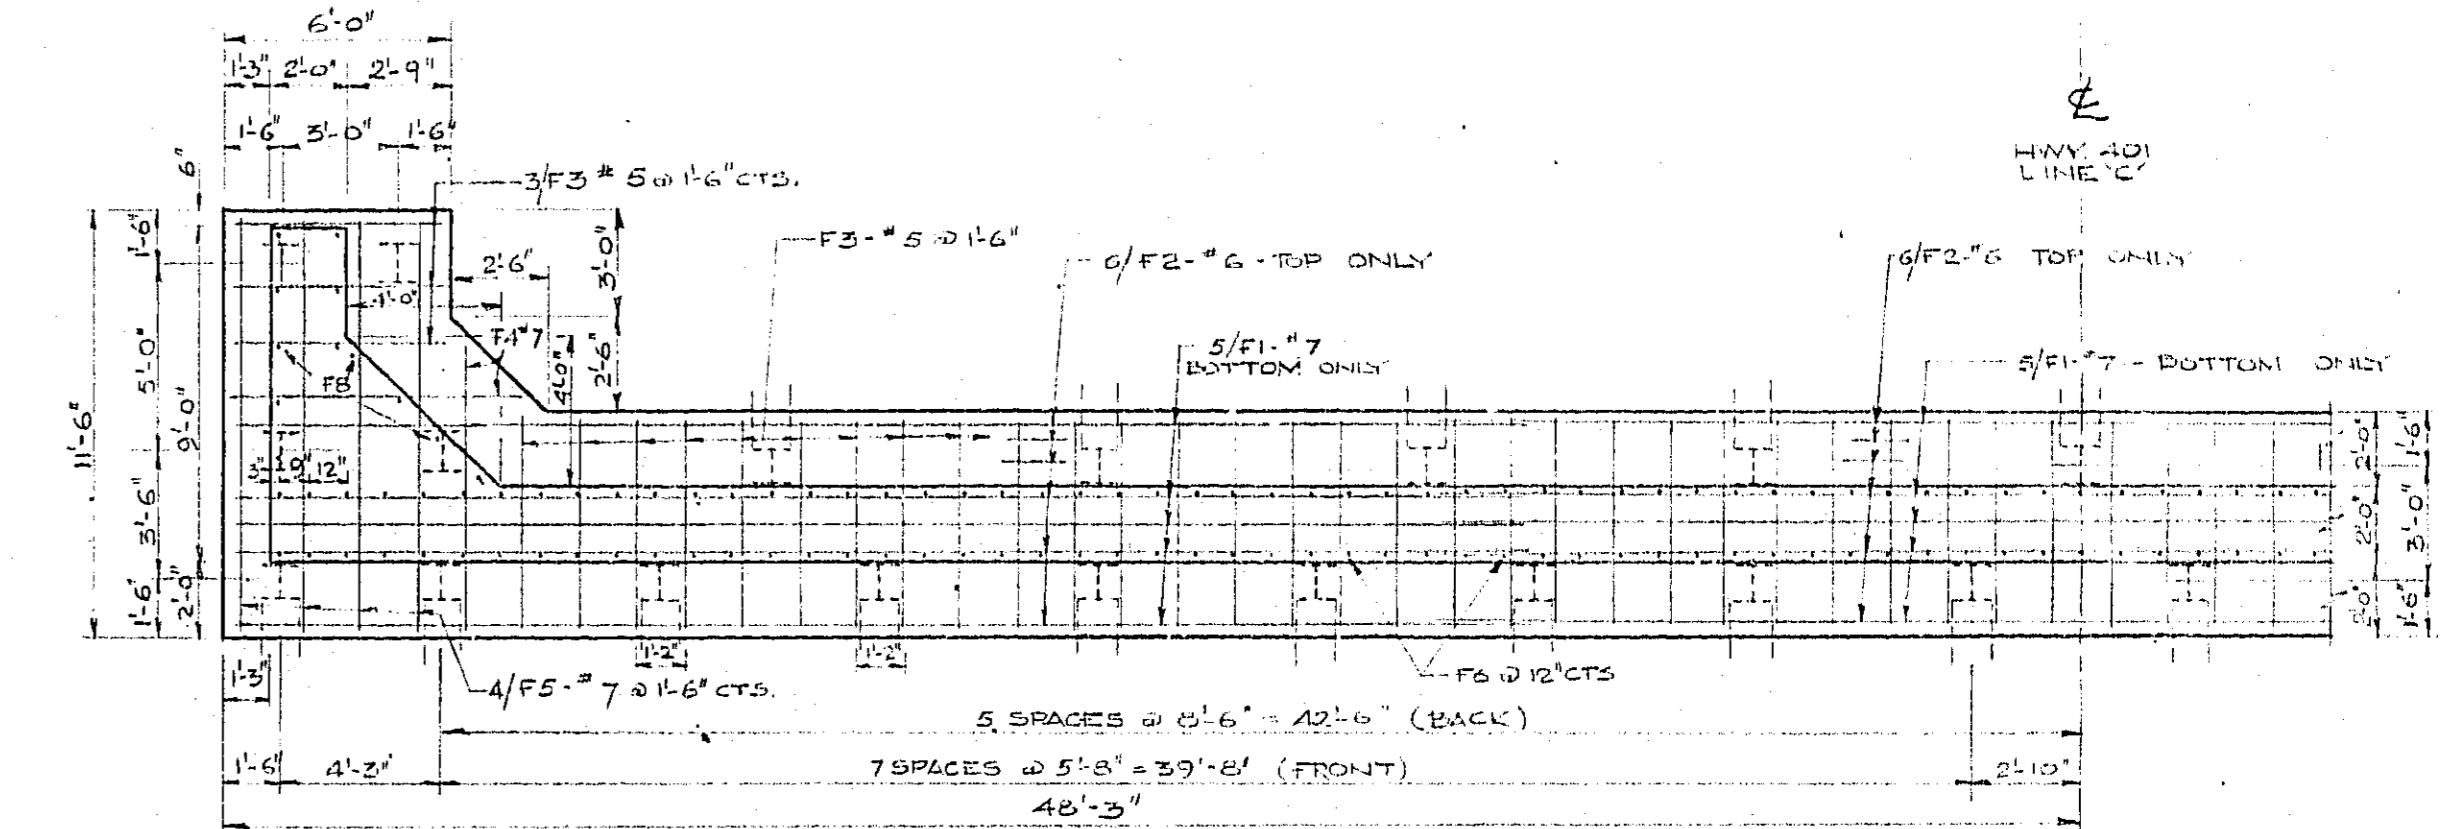 6'-0"
1'-3" 2'-0" 2'-9"
1'-6" 3'-0" 1'-6"
6"
℄
HWY. 401
LINE 'C'
3/F3 # 5 @ 1'-6" CTS.
F3-#5 @ 1'-6"
6/F2-#6 - TOP ONLY
6/F2-#6 TOP ONLY
1'-6"
2'-6"
3'-0"
F4 #7
2'-6"
4'-0"
5/F1-#7
BOTTOM ONLY
5/F1-#7 - BOTTOM ONLY
5'-0"
F8
9'-0"
11'-6"
3" 9" 12"
3'-6"
1'-6"
2'-0"
2'-0"
1'-6"
2'-0"
3'-0"
2'-0"
1'-6"
1'-3"
1'-2"
1'-2"
4/F5-#7 @ 1'-6" CTS.
F6 @ 12" CTS
5 SPACES @ 8'-6" = 42'-6" (BACK)
1'-6" 4'-3"
7 SPACES @ 5'-8" = 39'-8' (FRONT)
2'-10"
48'-3"